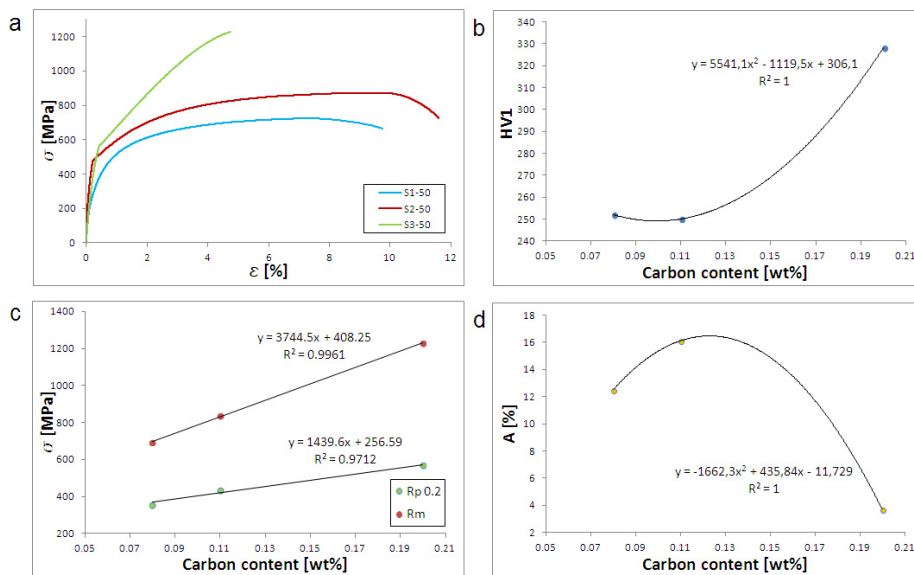 a
1200
1000
800
600
400
200
0
σ [MPa]
0 2 4 6 8 10 12
ε [%]
S1-50
S2-50
S3-50
b
340
330
320
310
300
290
280
270
260
250
240
HV1
y = 5541,1x² - 1119,5x + 306,1
R² = 1
0.05 0.07 0.09 0.11 0.13 0.15 0.17 0.19 0.21
Carbon content [wt%]
c
1400
1200
1000
800
600
400
200
σ [MPa]
y = 3744.5x + 408.25
R² = 0.9961
y = 1439.6x + 256.59
R² = 0.9712
Rp 0.2
Rm
0.05 0.07 0.09 0.11 0.13 0.15 0.17 0.19 0.21
Carbon content [wt%]
d
18
16
14
12
10
8
6
4
2
A [%]
y = -1662,3x² + 435,84x - 11,729
R² = 1
0.05 0.07 0.09 0.11 0.13 0.15 0.17 0.19 0.21
Carbon content [wt%]